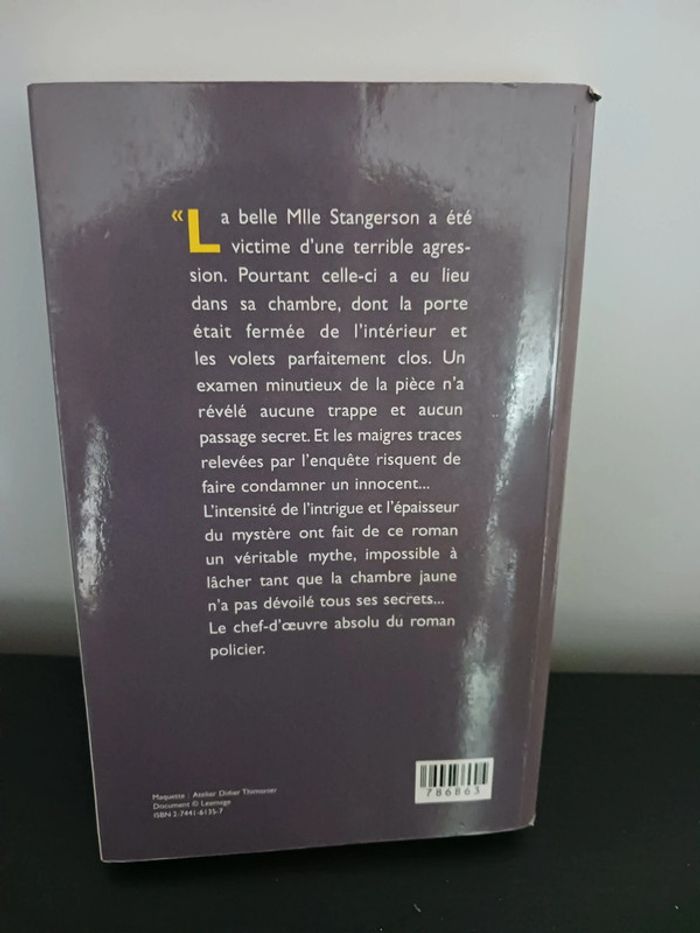 « La belle Mlle Stangerson a été
victime d'une terrible agres-
sion. Pourtant celle-ci a eu lieu
dans sa chambre, dont la porte
était fermée de l'intérieur et
les volets parfaitement clos. Un
examen minutieux de la pièce n'a
révélé aucune trappe et aucun
passage secret. Et les maigres traces
relevées par l'enquête risquent de
faire condamner un innocent...
L'intensité de l'intrigue et l'épaisseur
du mystère ont fait de ce roman
un véritable mythe, impossible à
lâcher tant que la chambre jaune
n'a pas dévoilé tous ses secrets...
Le chef-d'œuvre absolu du roman
policier.
786863
Maquette : Atelier Didier Thimonier
Document © Leemage
ISBN 2-7441-6135-7